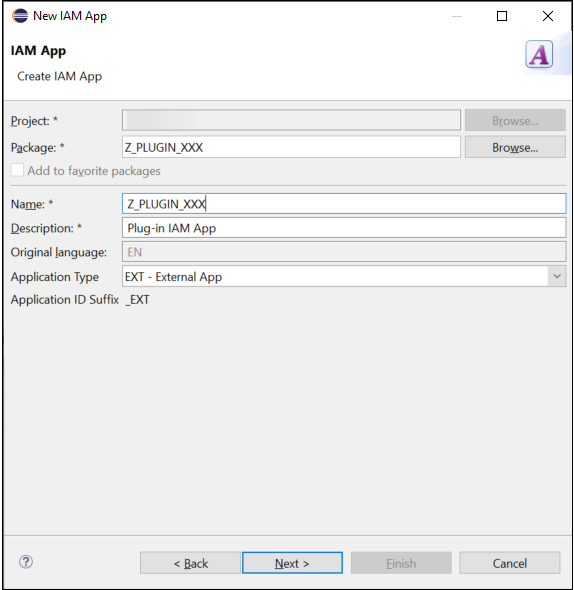 New IAM App
IAM App
Create IAM App
A
Project: *
Browse...
Package: * Z_PLUGIN_XXX Browse...
Add to favorite packages
Name: * Z_PLUGIN_XXX
Description: * Plug-in IAM App
Original language: EN
Application Type EXT - External App
Application ID Suffix _EXT
? < Back Next > Finish Cancel